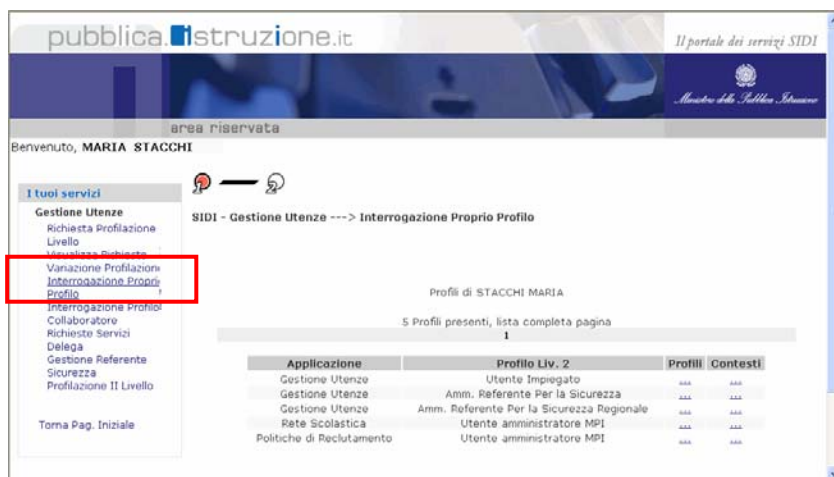 pubblica.istruzione.it
Il portale dei servizi SIDI
Ministero della Pubblica Istruzione
area riservata
Benvenuto, MARIA STACCHI
I tuoi servizi
Gestione Utenze
Richiesta Profilazione
Livello
Visualizza Richieste
Variazione Profilazion
Interrogazione Propri
Profilo
Interrogazione Profilo
Collaboratore
Richieste Servizi
Delega
Gestione Referente
Sicurezza
Profilazione II Livello
Torna Pag. Iniziale
1 2
SIDI - Gestione Utenze ---> Interrogazione Proprio Profilo
Profili di STACCHI MARIA
5 Profili presenti, lista completa pagina
1
Applicazione Profilo Liv. 2 Profili Contesti
Gestione Utenze Utente Impiegato ... ...
Gestione Utenze Amm. Referente Per la Sicurezza ... ...
Gestione Utenze Amm. Referente Per la Sicurezza Regionale ... ...
Rete Scolastica Utente amministratore MPI ... ...
Politiche di Reclutamento Utente amministratore MPI ... ...